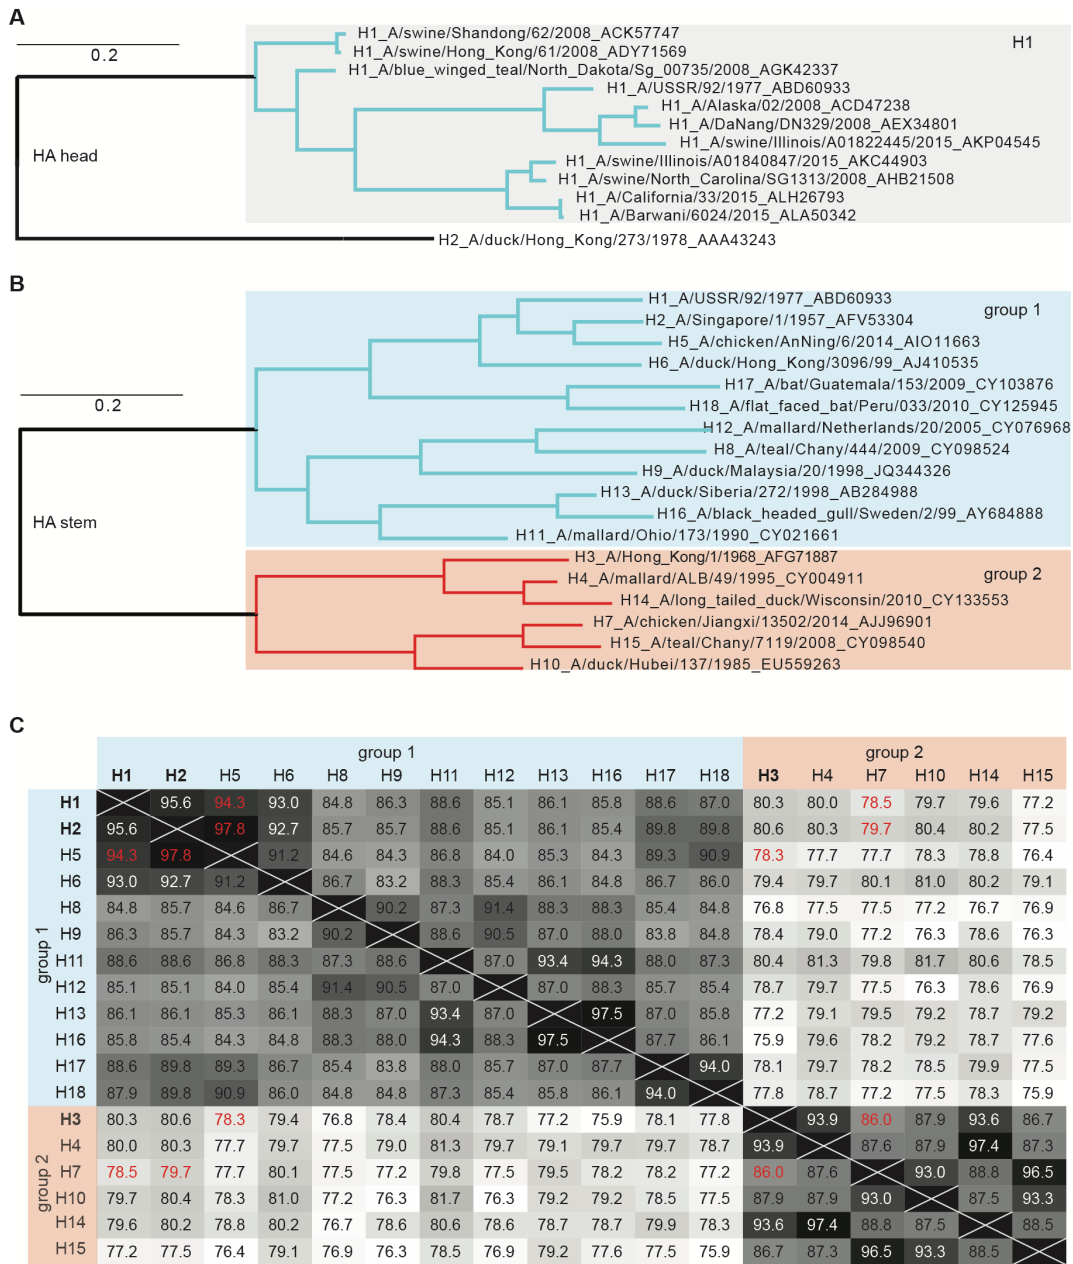 A
0.2
HA head
H1
H1_A/swine/Shandong/62/2008_ACK57747
H1_A/swine/Hong_Kong/61/2008_ADY71569
H1_A/blue_winged_teal/North_Dakota/Sg_00735/2008_AGK42337
H1_A/USSR/92/1977_ABD60933
H1_A/Alaska/02/2008_ACD47238
H1_A/DaNang/DN329/2008_AEX34801
H1_A/swine/Illinois/A01822445/2015_AKP04545
H1_A/swine/Illinois/A01840847/2015_AKC44903
H1_A/swine/North_Carolina/SG1313/2008_AHB21508
H1_A/California/33/2015_ALH26793
H1_A/Barwani/6024/2015_ALA50342
H2_A/duck/Hong_Kong/273/1978_AAA43243
B
0.2
HA stem
group 1
H1_A/USSR/92/1977_ABD60933
H2_A/Singapore/1/1957_AFV53304
H5_A/chicken/AnNing/6/2014_AIO11663
H6_A/duck/Hong_Kong/3096/99_AJ410535
H17_A/bat/Guatemala/153/2009_CY103876
H18_A/flat_faced_bat/Peru/033/2010_CY125945
H12_A/mallard/Netherlands/20/2005_CY076968
H8_A/teal/Chany/444/2009_CY098524
H9_A/duck/Malaysia/20/1998_JQ344326
H13_A/duck/Siberia/272/1998_AB284988
H16_A/black_headed_gull/Sweden/2/99_AY684888
H11_A/mallard/Ohio/173/1990_CY021661
group 2
H3_A/Hong_Kong/1/1968_AFG71887
H4_A/mallard/ALB/49/1995_CY004911
H14_A/long_tailed_duck/Wisconsin/2010_CY133553
H7_A/chicken/Jiangxi/13502/2014_AJJ96901
H15_A/teal/Chany/7119/2008_CY098540
H10_A/duck/Hubei/137/1985_EU559263
C
group 1 group 2
H1 H2 H5 H6 H8 H9 H11 H12 H13 H16 H17 H18 H3 H4 H7 H10 H14 H15
group 1
H1 95.6 94.3 93.0 84.8 86.3 88.6 85.1 86.1 85.8 88.6 87.0 80.3 80.0 78.5 79.7 79.6 77.2
H2 95.6 97.8 92.7 85.7 85.7 88.6 85.1 86.1 85.4 89.8 89.8 80.6 80.3 79.7 80.4 80.2 77.5
H5 94.3 97.8 91.2 84.6 84.3 86.8 84.0 85.3 84.3 89.3 90.9 78.3 77.7 77.7 78.3 78.8 76.4
H6 93.0 92.7 91.2 86.7 83.2 88.3 85.4 86.1 84.8 86.7 86.0 79.4 79.7 80.1 81.0 80.2 79.1
H8 84.8 85.7 84.6 86.7 90.2 87.3 91.4 88.3 88.3 85.4 84.8 76.8 77.5 77.5 77.2 76.7 76.9
H9 86.3 85.7 84.3 83.2 90.2 88.6 90.5 87.0 88.0 83.8 84.8 78.4 79.0 77.2 76.3 78.6 76.3
H11 88.6 88.6 86.8 88.3 87.3 88.6 87.0 93.4 94.3 88.0 87.3 80.4 81.3 79.8 81.7 80.6 78.5
H12 85.1 85.1 84.0 85.4 91.4 90.5 87.0 87.0 88.3 85.7 85.4 78.7 79.7 77.5 76.3 78.6 76.9
H13 86.1 86.1 85.3 86.1 88.3 87.0 93.4 87.0 97.5 87.0 85.8 77.2 79.1 79.5 79.2 78.7 79.2
H16 85.8 85.4 84.3 84.8 88.3 88.0 94.3 88.3 97.5 87.7 86.1 75.9 79.6 78.2 79.2 78.7 77.6
H17 88.6 89.8 89.3 86.7 85.4 83.8 88.0 85.7 87.0 87.7 94.0 78.1 79.7 78.2 78.5 79.9 77.5
H18 87.9 89.8 90.9 86.0 84.8 84.8 87.3 85.4 85.8 86.1 94.0 77.8 78.7 77.2 77.5 78.3 75.9
group 2
H3 80.3 80.6 78.3 79.4 76.8 78.4 80.4 78.7 77.2 75.9 78.1 77.8 93.9 86.0 87.9 93.6 86.7
H4 80.0 80.3 77.7 79.7 77.5 79.0 81.3 79.7 79.1 79.7 79.7 78.7 93.9 87.6 87.9 97.4 87.3
H7 78.5 79.7 77.7 80.1 77.5 77.2 79.8 77.5 79.5 78.2 78.2 77.2 86.0 87.6 93.0 88.8 96.5
H10 79.7 80.4 78.3 81.0 77.2 76.3 81.7 76.3 79.2 79.2 78.5 77.5 87.9 87.9 93.0 87.5 93.3
H14 79.6 80.2 78.8 80.2 76.7 78.6 80.6 78.6 78.7 78.7 79.9 78.3 93.6 97.4 88.8 87.5 88.5
H15 77.2 77.5 76.4 79.1 76.9 76.3 78.5 76.9 79.2 77.6 77.5 75.9 86.7 87.3 96.5 93.3 88.5